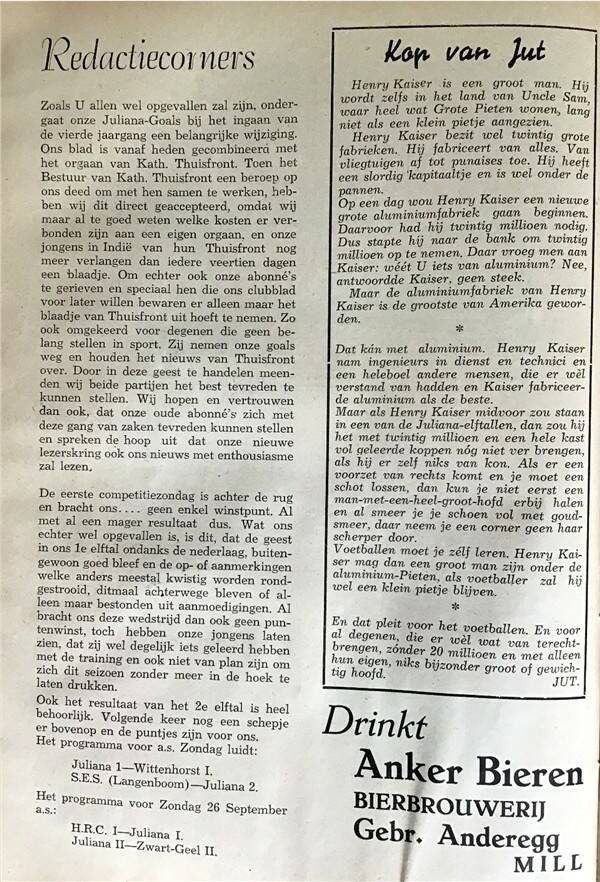 Redactiecorners
Zoals U allen wel opgevallen zal zijn, onder-
gaat onze Juliana-Goals bij het ingaan van
de vierde jaargang een belangrijke wijziging.
Ons blad is vanaf heden gecombineerd met
het orgaan van Kath. Thuisfront. Toen het
Bestuur van Kath. Thuisfront een beroep op
ons deed om met hen samen te werken, heb-
ben wij dit direct geaccepteerd, omdat wij
maar al te goed weten welke kosten er ver-
bonden zijn aan een eigen orgaan, en onze
jongens in Indië van hun Thuisfront nog
meer verlangen dan iedere veertien dagen
een blaadje. Om echter ook onze abonné's
te gerieven en speciaal hen die ons clubblad
voor later willen bewaren er alleen maar het
blaadje van Thuisfront uit hoeft te nemen. Zo
ook omgekeerd voor degenen die geen be-
lang stellen in sport. Zij nemen onze goals
weg en houden het nieuws van Thuisfront
over. Door in deze geest te handelen meen-
den wij beide partijen het best tevreden te
kunnen stellen. Wij hopen en vertrouwen
dan ook, dat onze oude abonné's zich met
deze gang van zaken tevreden kunnen stellen
en spreken de hoop uit dat onze nieuwe
lezerskring ook ons nieuws met enthousiasme
zal lezen.
De eerste competitiezondag is achter de rug
en bracht ons.... geen enkel winstpunt. Al
met al een mager resultaat dus. Wat ons
echter wel opgevallen is, is dit, dat de geest
in ons 1e elftal ondanks de nederlaag, buiten-
gewoon goed bleef en de op- of aanmerkingen
welke anders meestal kwistig worden rond-
gestrooid, ditmaal achterwege bleven of al-
leen maar bestonden uit aanmoedigingen. Al
bracht ons deze wedstrijd dan ook geen pun-
tenwinst, toch hebben onze jongens laten
zien, dat zij wel degelijk iets geleerd hebben
met de training en ook niet van plan zijn om
zich dit seizoen zonder meer in de hoek te
laten drukken.
Ook het resultaat van het 2e elftal is heel
behoorlijk. Volgende keer nog een schepje
er bovenop en de puntjes zijn voor ons.
Het programma voor a.s. Zondag luidt:
Juliana 1—Wittenhorst I.
S.E.S. (Langenboom)—Juliana 2.
Het programma voor Zondag 26 September
a.s.:
H.R.C. I—Juliana I.
Juliana II—Zwart-Geel II.
Kop van Jut
Henry Kaiser is een groot man. Hij
wordt zelfs in het land van Uncle Sam,
waar heel wat Grote Pieten wonen, lang
niet als een klein pietje aangezien.
Henry Kaiser bezit wel twintig grote
fabrieken. Hij fabriceert van alles. Van
vliegtuigen af tot punaises toe. Hij heeft
een slordig kapitaaltje en is wel onder de
pannen.
Op een dag wou Henry Kaiser een nieuwe
grote aluminiumfabriek gaan beginnen.
Daarvoor had hij twintig millioen nodig.
Dus stapte hij naar de bank om twintig
millioen op te nemen. Daar vroeg men aan
Kaiser: wéét U iets van aluminium? Nee,
antwoordde Kaiser, geen steek.
Maar de aluminiumfabriek van Henry
Kaiser is de grootste van Amerika gewor-
den.
*
Dat kán met aluminium. Henry Kaiser
nam ingenieurs in dienst en technici en
een heleboel andere mensen, die er wèl
verstand van hadden en Kaiser fabriceer-
de aluminium als de beste.
Maar als Henry Kaiser midvoor zou staan
in een van de Juliana-elftallen, dan zou hij
het met twintig millioen en een hele kast
vol geleerde koppen nóg niet ver brengen,
als hij er zelf niks van kon. Als er een
voorzet van rechts komt en je moet een
schot lossen, dan kun je niet eerst een
man-met-een-heel-groot-hoofd erbij halen
en al smeer je je schoen vol met goud-
smeer, daar neem je een corner geen haar
scherper door.
Voetballen moet je zélf leren. Henry Kai-
ser mag dan een groot man zijn onder de
aluminium-Pieten, als voetballer zal hij
wel een klein pietje blijven.
*
En dat pleit voor het voetballen. En voor
al degenen, die er wèl wat van terecht-
brengen, zónder 20 millioen en met alleen
hun eigen, niks bijzonder groot of gewich-
tig hoofd.
JUT.
Drinkt
Anker Bieren
BIERBROUWERIJ
Gebr. Anderegg
MILL